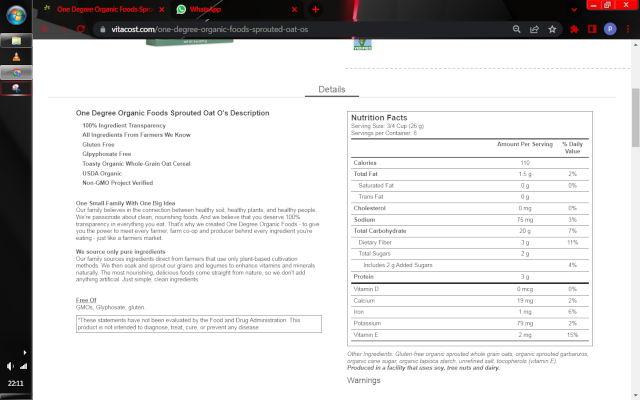 One Degree Organic Foods Spro
WhatsApp
vitacost.com/one-degree-organic-foods-sprouted-oat-os
P
Details
One Degree Organic Foods Sprouted Oat O's Description
100% Ingredient Transparency
All Ingredients From Farmers We Know
Gluten Free
Glpyphosate Free
Toasty Organic Whole-Grain Oat Cereal
USDA Organic
Non-GMO Project Verified
One Small Family With One Big Idea
Our family believes in the connection between healthy soil, healthy plants, and healthy people.
We're passionate about clean, nourishing foods. And we believe that you deserve 100%
transparency in everything you eat. That's why we created One Degree Organic Foods - to give
you the power to meet every farmer, farm co-op and producer behind every ingredient you're
eating - just like a farmers market.
We source only pure ingredients
Our family sources ingredients direct from farmers that use only plant-based cultivation
methods. We then soak and sprout our grains and legumes to enhance vitamins and minerals
naturally. The most nourishing, delicious foods come straight from nature, so we don't add
anything artificial. Just simple, clean ingredients.
Free Of
GMOs, Glyphosate, gluten.
*These statements have not been evaluated by the Food and Drug Administration. This
product is not intended to diagnose, treat, cure, or prevent any disease.
Nutrition Facts
Serving Size: 3/4 Cup (26 g)
Servings per Container: 8
Amount Per Serving % Daily Value
Calories 110
Total Fat 1.5 g 2%
Saturated Fat 0 g 0%
Trans Fat 0 g
Cholesterol 0 mg 0%
Sodium 75 mg 3%
Total Carbohydrate 20 g 7%
Dietary Fiber 3 g 11%
Total Sugars 2 g
Includes 2 g Added Sugars 4%
Protein 3 g
Vitamin D 0 mcg 0%
Calcium 19 mg 2%
Iron 1 mg 6%
Potassium 79 mg 2%
Vitamin E 2 mg 15%
Other Ingredients: Gluten-free organic sprouted whole grain oats, organic sprouted garbanzos,
organic cane sugar, organic tapioca starch, unrefined salt, tocopherols (vitamin E).
Produced in a facility that uses soy, tree nuts and dairy.
Warnings
22:11